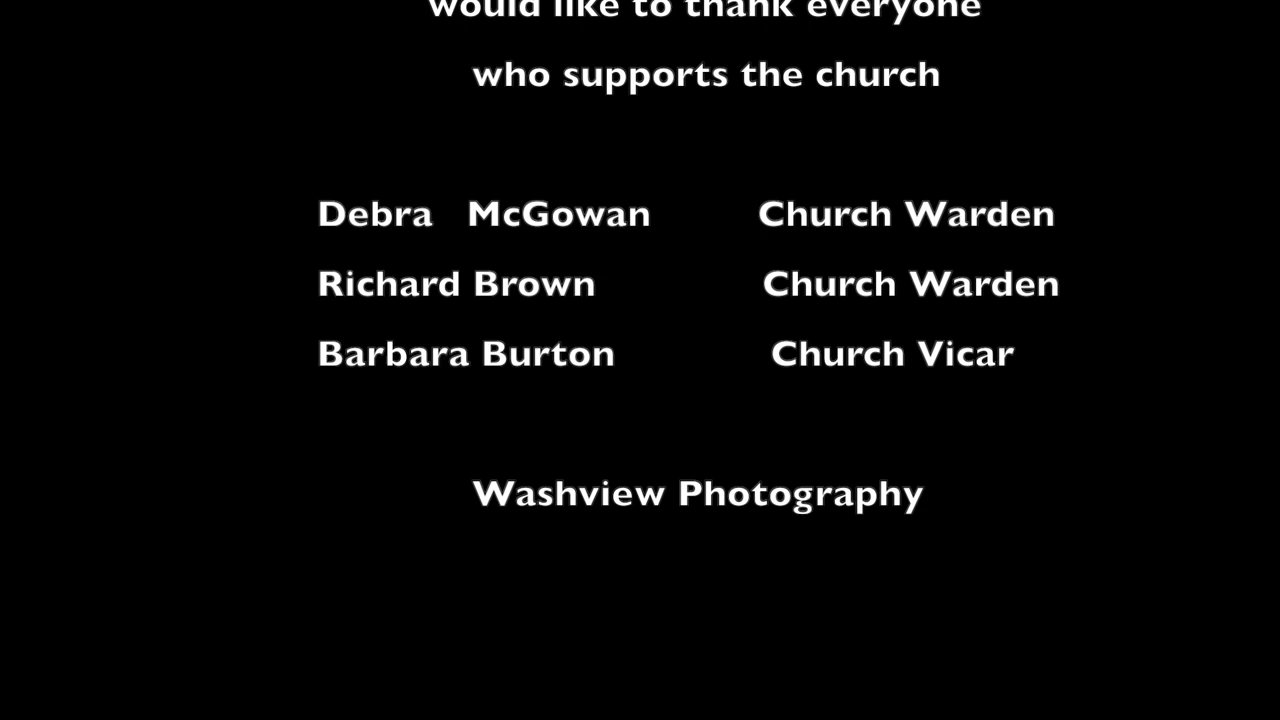 would like to thank everyone
who supports the church
Debra McGowan Church Warden
Richard Brown Church Warden
Barbara Burton Church Vicar
Washview Photography